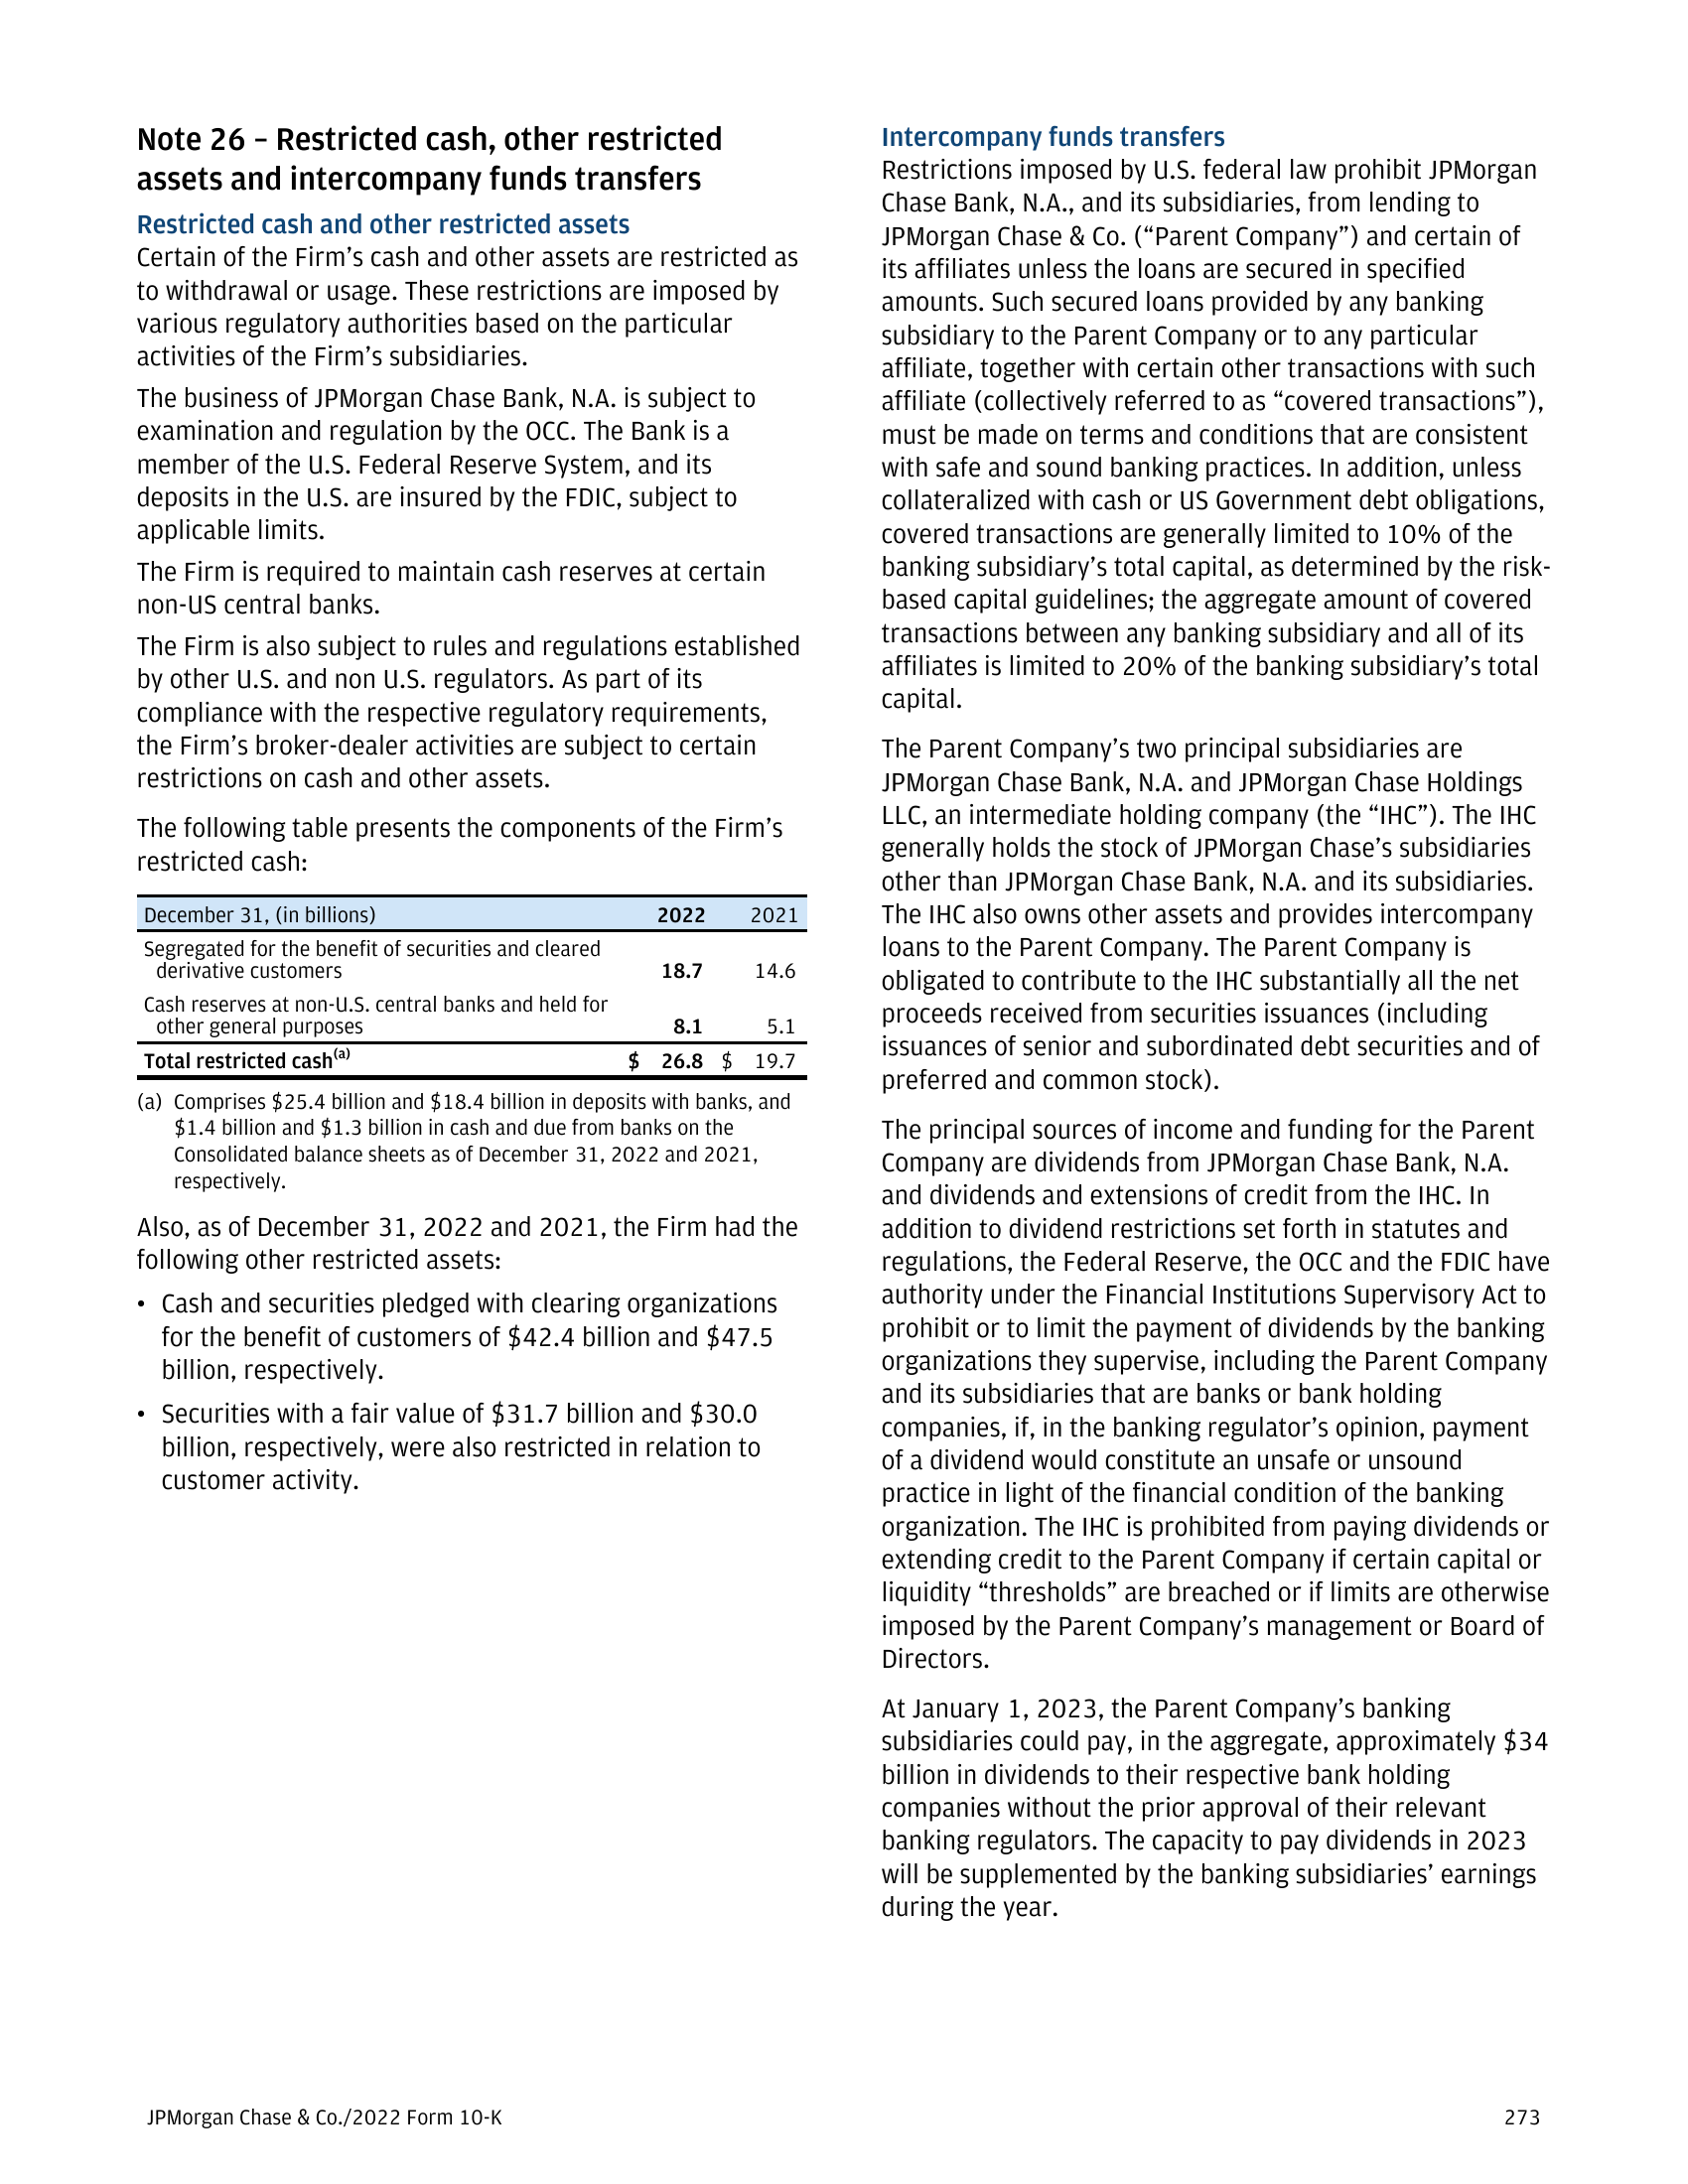 Note 26 – Restricted cash, other restricted
assets and intercompany funds transfers
Restricted cash and other restricted assets
Certain of the Firm’s cash and other assets are restricted as
to withdrawal or usage. These restrictions are imposed by
various regulatory authorities based on the particular
activities of the Firm’s subsidiaries.
The business of JPMorgan Chase Bank, N.A. is subject to
examination and regulation by the OCC. The Bank is a
member of the U.S. Federal Reserve System, and its
deposits in the U.S. are insured by the FDIC, subject to
applicable limits.
The Firm is required to maintain cash reserves at certain
non-US central banks.
The Firm is also subject to rules and regulations established
by other U.S. and non U.S. regulators. As part of its
compliance with the respective regulatory requirements,
the Firm’s broker-dealer activities are subject to certain
restrictions on cash and other assets.
The following table presents the components of the Firm’s
restricted cash:
December 31, (in billions) 2022 2021
Segregated for the benefit of securities and cleared
derivative customers 18.7 14.6
Cash reserves at non-U.S. central banks and held for
other general purposes 8.1 5.1
Total restricted cash(a) $ 26.8 $ 19.7
(a) Comprises $25.4 billion and $18.4 billion in deposits with banks, and
$1.4 billion and $1.3 billion in cash and due from banks on the
Consolidated balance sheets as of December 31, 2022 and 2021,
respectively.
Also, as of December 31, 2022 and 2021, the Firm had the
following other restricted assets:
• Cash and securities pledged with clearing organizations
for the benefit of customers of $42.4 billion and $47.5
billion, respectively.
• Securities with a fair value of $31.7 billion and $30.0
billion, respectively, were also restricted in relation to
customer activity.
Intercompany funds transfers
Restrictions imposed by U.S. federal law prohibit JPMorgan
Chase Bank, N.A., and its subsidiaries, from lending to
JPMorgan Chase & Co. (“Parent Company”) and certain of
its affiliates unless the loans are secured in specified
amounts. Such secured loans provided by any banking
subsidiary to the Parent Company or to any particular
affiliate, together with certain other transactions with such
affiliate (collectively referred to as “covered transactions”),
must be made on terms and conditions that are consistent
with safe and sound banking practices. In addition, unless
collateralized with cash or US Government debt obligations,
covered transactions are generally limited to 10% of the
banking subsidiary’s total capital, as determined by the risk-
based capital guidelines; the aggregate amount of covered
transactions between any banking subsidiary and all of its
affiliates is limited to 20% of the banking subsidiary’s total
capital.
The Parent Company’s two principal subsidiaries are
JPMorgan Chase Bank, N.A. and JPMorgan Chase Holdings
LLC, an intermediate holding company (the “IHC”). The IHC
generally holds the stock of JPMorgan Chase’s subsidiaries
other than JPMorgan Chase Bank, N.A. and its subsidiaries.
The IHC also owns other assets and provides intercompany
loans to the Parent Company. The Parent Company is
obligated to contribute to the IHC substantially all the net
proceeds received from securities issuances (including
issuances of senior and subordinated debt securities and of
preferred and common stock).
The principal sources of income and funding for the Parent
Company are dividends from JPMorgan Chase Bank, N.A.
and dividends and extensions of credit from the IHC. In
addition to dividend restrictions set forth in statutes and
regulations, the Federal Reserve, the OCC and the FDIC have
authority under the Financial Institutions Supervisory Act to
prohibit or to limit the payment of dividends by the banking
organizations they supervise, including the Parent Company
and its subsidiaries that are banks or bank holding
companies, if, in the banking regulator’s opinion, payment
of a dividend would constitute an unsafe or unsound
practice in light of the financial condition of the banking
organization. The IHC is prohibited from paying dividends or
extending credit to the Parent Company if certain capital or
liquidity “thresholds” are breached or if limits are otherwise
imposed by the Parent Company’s management or Board of
Directors.
At January 1, 2023, the Parent Company’s banking
subsidiaries could pay, in the aggregate, approximately $34
billion in dividends to their respective bank holding
companies without the prior approval of their relevant
banking regulators. The capacity to pay dividends in 2023
will be supplemented by the banking subsidiaries’ earnings
during the year.
JPMorgan Chase & Co./2022 Form 10-K 273